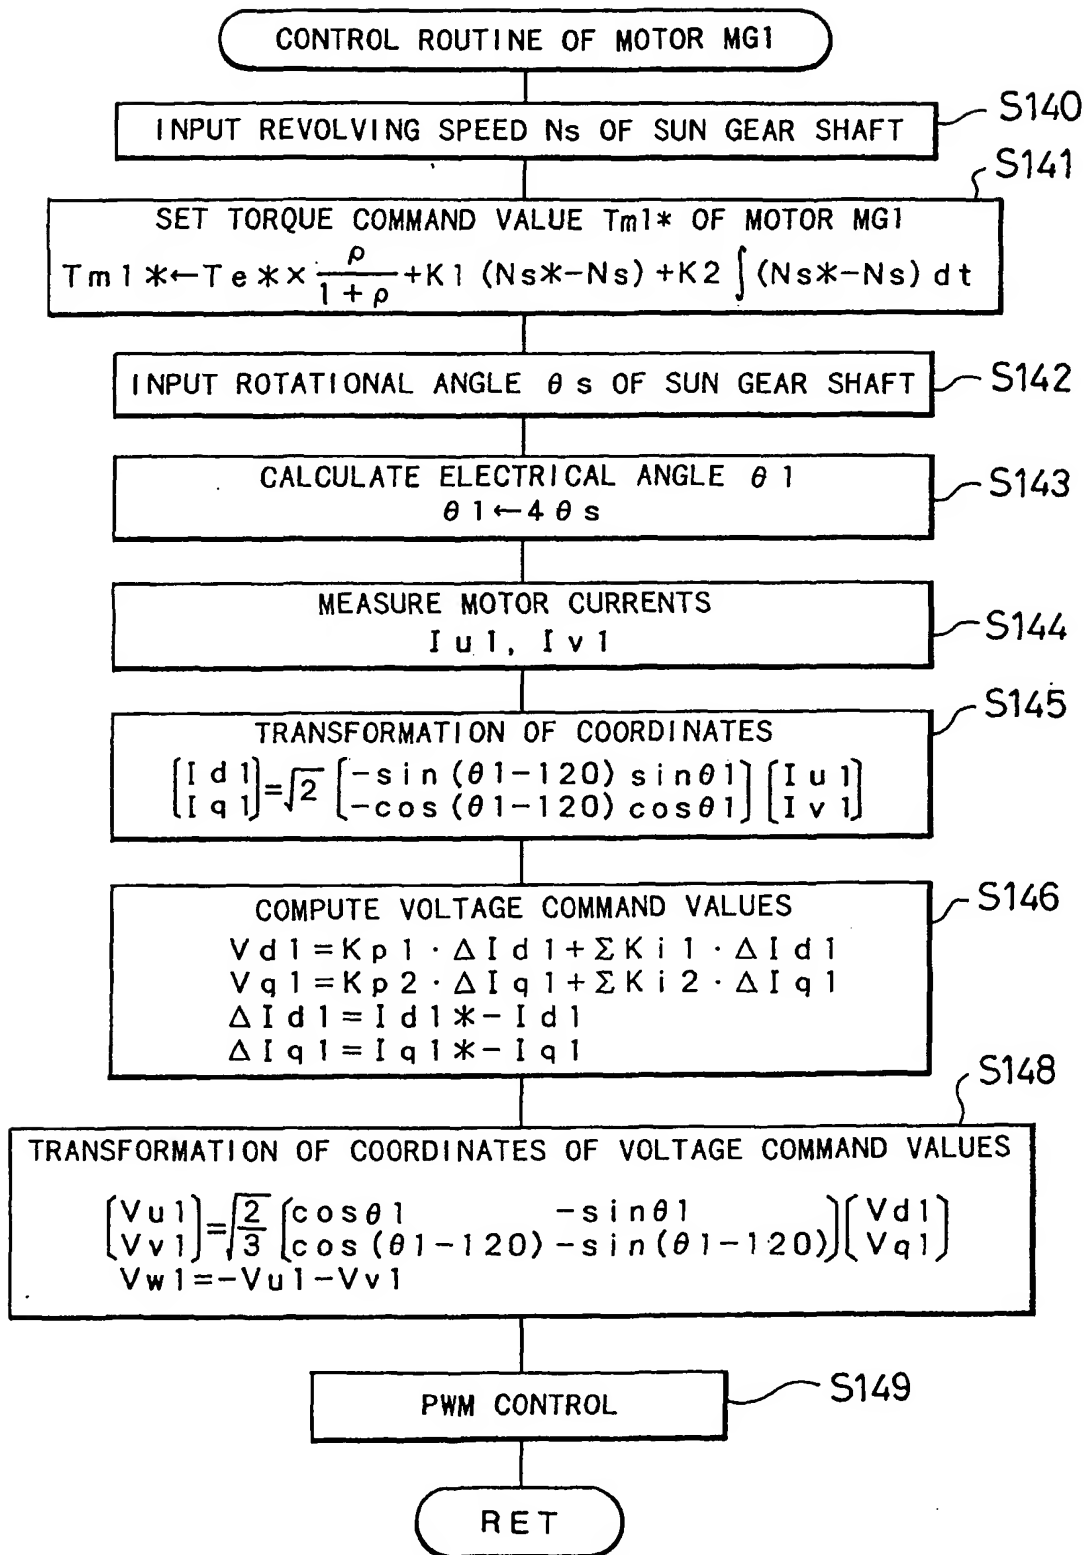 CONTROL ROUTINE OF MOTOR MG1
INPUT REVOLVING SPEED Ns OF SUN GEAR SHAFT
S140
S141
SET TORQUE COMMAND VALUE Tm1* OF MOTOR MG1
Tm1*←Te*×ρ/(1+ρ)+K1(Ns*-Ns)+K2∫(Ns*-Ns)dt
INPUT ROTATIONAL ANGLE θs OF SUN GEAR SHAFT
S142
CALCULATE ELECTRICAL ANGLE θ1
θ1←4θs
S143
MEASURE MOTOR CURRENTS
Iu1, Iv1
S144
S145
TRANSFORMATION OF COORDINATES
[Id1]=√2[-sin(θ1-120) sinθ1][Iu1]
[Iq1] [-cos(θ1-120) cosθ1][Iv1]
S146
COMPUTE VOLTAGE COMMAND VALUES
Vd1=Kp1·ΔId1+ΣKi1·ΔId1
Vq1=Kp2·ΔIq1+ΣKi2·ΔIq1
ΔId1=Id1*-Id1
ΔIq1=Iq1*-Iq1
S148
TRANSFORMATION OF COORDINATES OF VOLTAGE COMMAND VALUES
[Vu1]=√(2/3)[cosθ1 -sinθ1][Vd1]
[Vv1] [cos(θ1-120)-sin(θ1-120)][Vq1]
Vw1=-Vu1-Vv1
PWM CONTROL
S149
RET